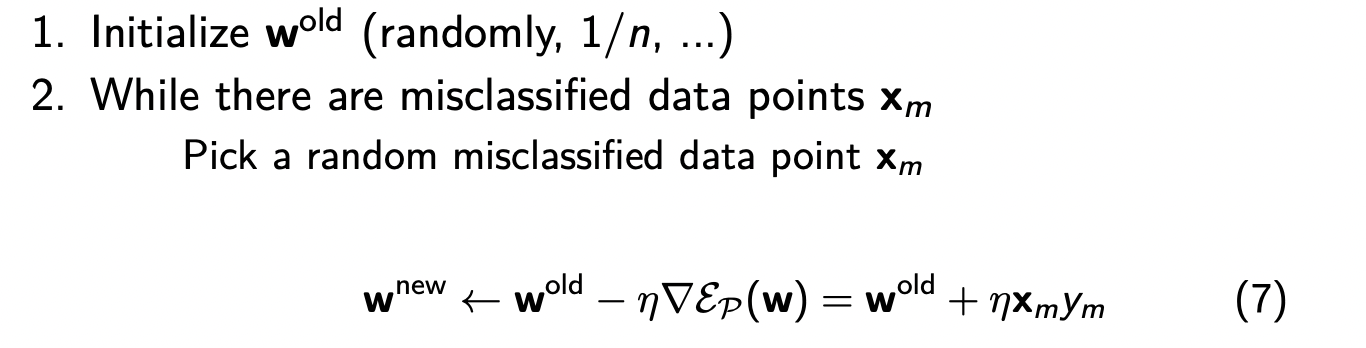 1. Initialize w^old (randomly, 1/n, ...)
2. While there are misclassified data points x_m
Pick a random misclassified data point x_m
w^new ← w^old − η∇ℰ_𝒫(w) = w^old + ηx_m y_m (7)